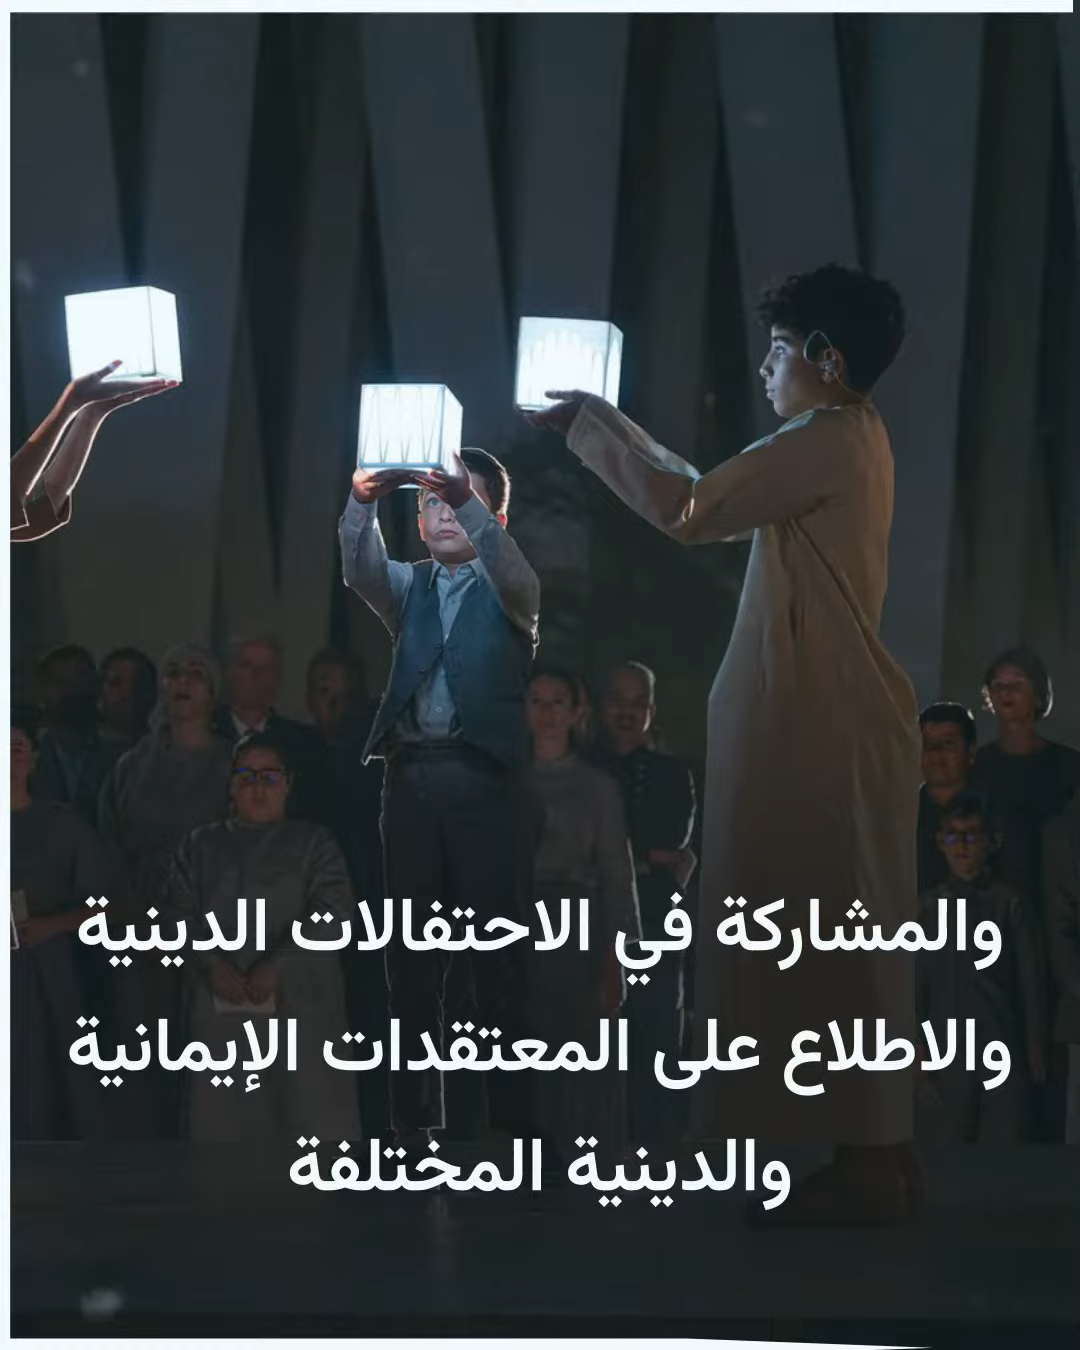 والمشاركة في الاحتفالات الدينية
والاطلاع على المعتقدات الإيمانية
والدينية المختلفة